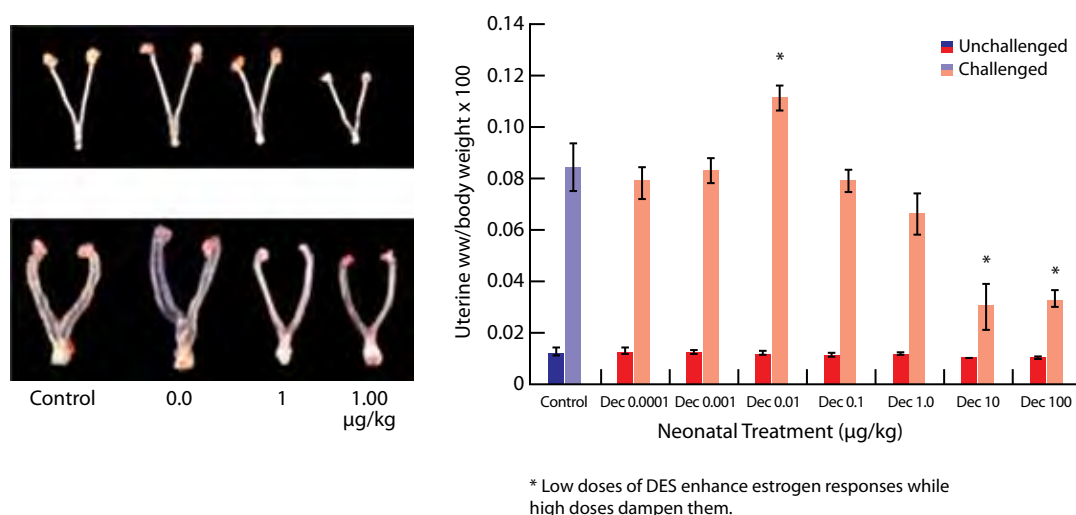 Control 0.0 1 1.00
µg/kg
Uterine ww/body weight x 100
0.14
0.12
0.10
0.08
0.06
0.04
0.02
0
Unchallenged
Challenged
*
*
*
Control Dec 0.0001 Dec 0.001 Dec 0.01 Dec 0.1 Dec 1.0 Dec 10 Dec 100
Neonatal Treatment (µg/kg)
* Low doses of DES enhance estrogen responses while
high doses dampen them.